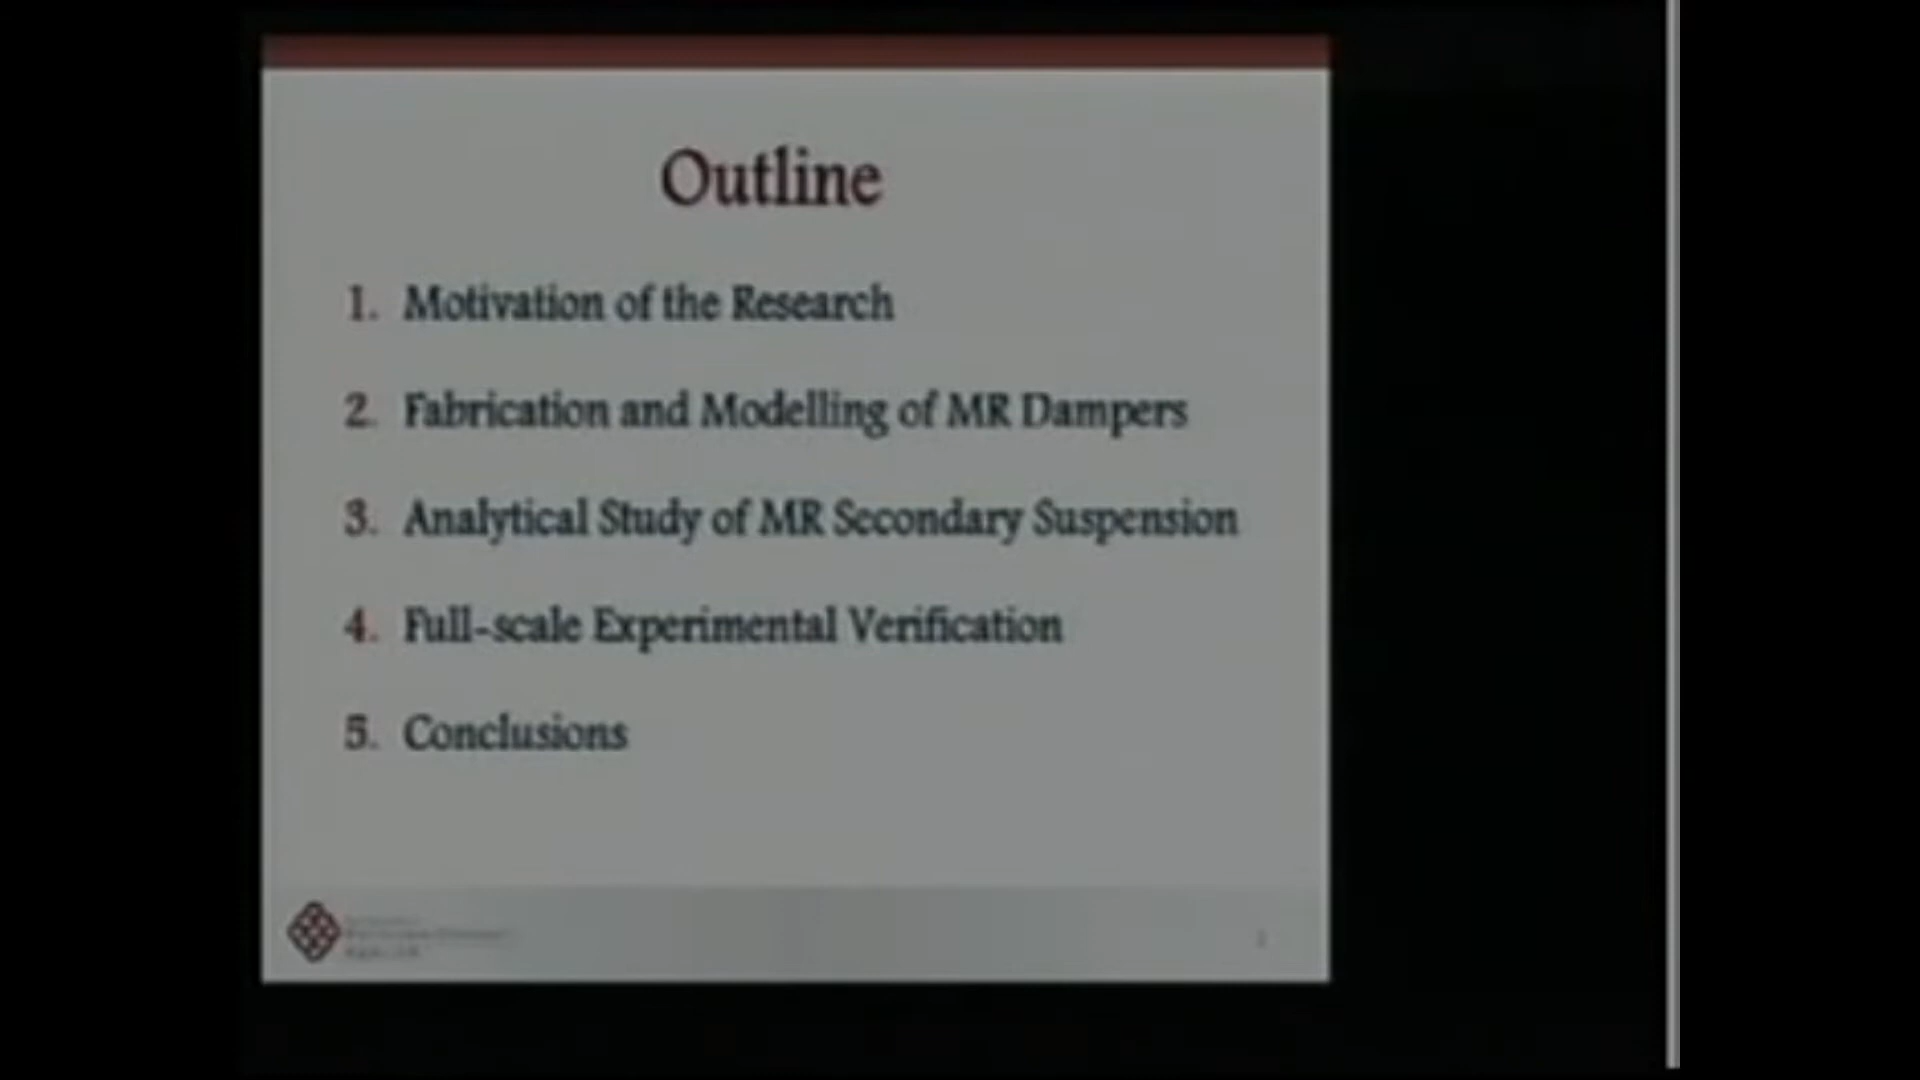 Outline
1. Motivation of the Research
2. Fabrication and Modelling of MR Dampers
3. Analytical Study of MR Secondary Suspension
4. Full-scale Experimental Verification
5. Conclusions